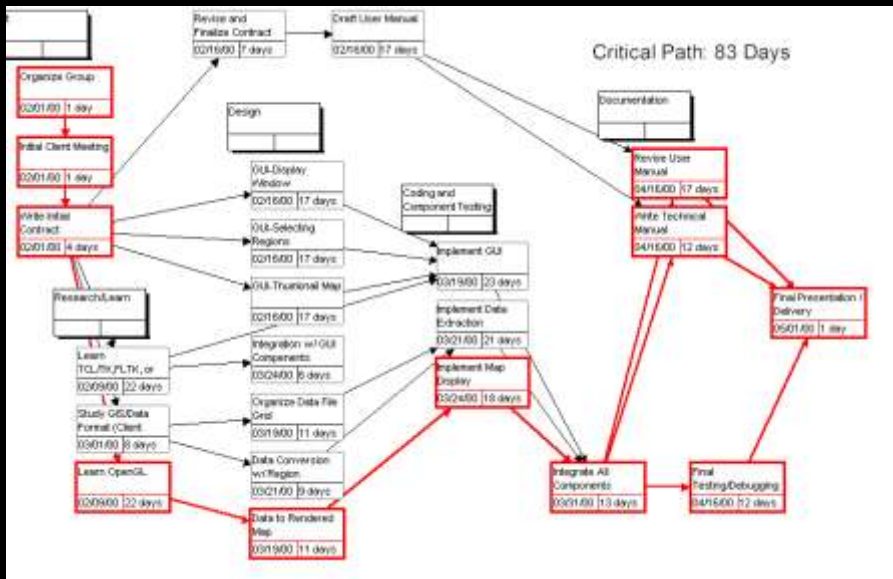 Revise and
Finalize Contract
02/16/00 7 days
Draft User Manual
02/16/00 17 days
Critical Path: 83 Days
Organize Group
02/01/00 1 day
Initial Client Meeting
02/01/00 1 day
Write Initial
Contract
02/01/00 4 days
Design
Documentation
GUI-Display
Window
02/16/00 17 days
GUI-Selecting
Regions
02/16/00 17 days
GUI-Thumnail Map
02/16/00 17 days
Integration w/ GUI
Components
03/24/00 6 days
Organize Data File
Grid
03/19/00 11 days
Data Conversion
w/Region
03/21/00 9 days
Data to Rendered
Map
03/19/00 11 days
Research/Learn
Learn
TCL/TK,FLTK, or
02/09/00 22 days
Study GIS/Data
Format (Client
03/01/00 8 days
Learn OpenGL
02/09/00 22 days
Coding and
Component Testing
Implement GUI
03/19/00 23 days
Implement Data
Extraction
03/21/00 21 days
Implement Map
Display
03/24/00 18 days
Revise User
Manual
04/16/00 17 days
Write Technical
Manual
04/16/00 12 days
Final Presentation /
Delivery
05/01/00 1 day
Integrate All
Components
03/31/00 13 days
Final
Testing/Debugging
04/15/00 12 days